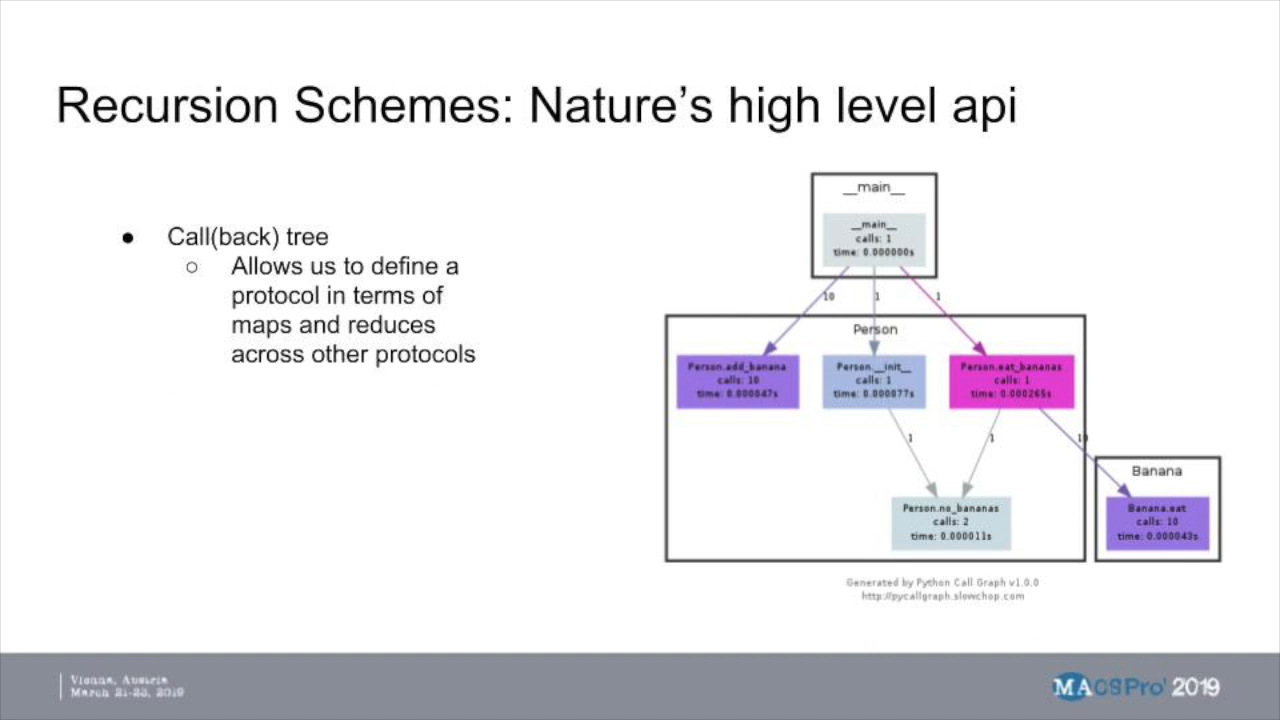 Recursion Schemes: Nature's high level api
● Call(back) tree
○ Allows us to define a
protocol in terms of
maps and reduces
across other protocols
__main__
__main__
calls: 1
time: 0.000000s
10 1 1
Person
Person.add_banana
calls: 10
time: 0.000047s
Person.__init__
calls: 1
time: 0.000077s
Person.eat_bananas
calls: 1
time: 0.000265s
1 1 10
Banana
Person.no_bananas
calls: 2
time: 0.000011s
Banana.eat
calls: 10
time: 0.000043s
Generated by Python Call Graph v1.0.0
http://pycallgraph.slowchop.com
Vienna, Austria
March 21-23, 2019
MACSPro' 2019